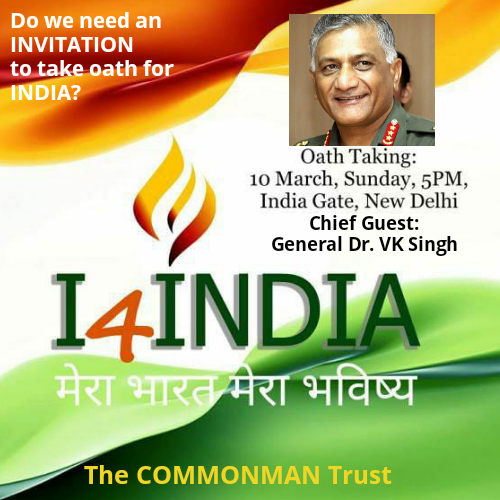 Do we need an
INVITATION
to take oath for
INDIA?
Oath Taking:
10 March, Sunday, 5PM,
India Gate, New Delhi
Chief Guest:
General Dr. VK Singh
I4INDIA
मेरा भारत मेरा भविष्य
The COMMONMAN Trust